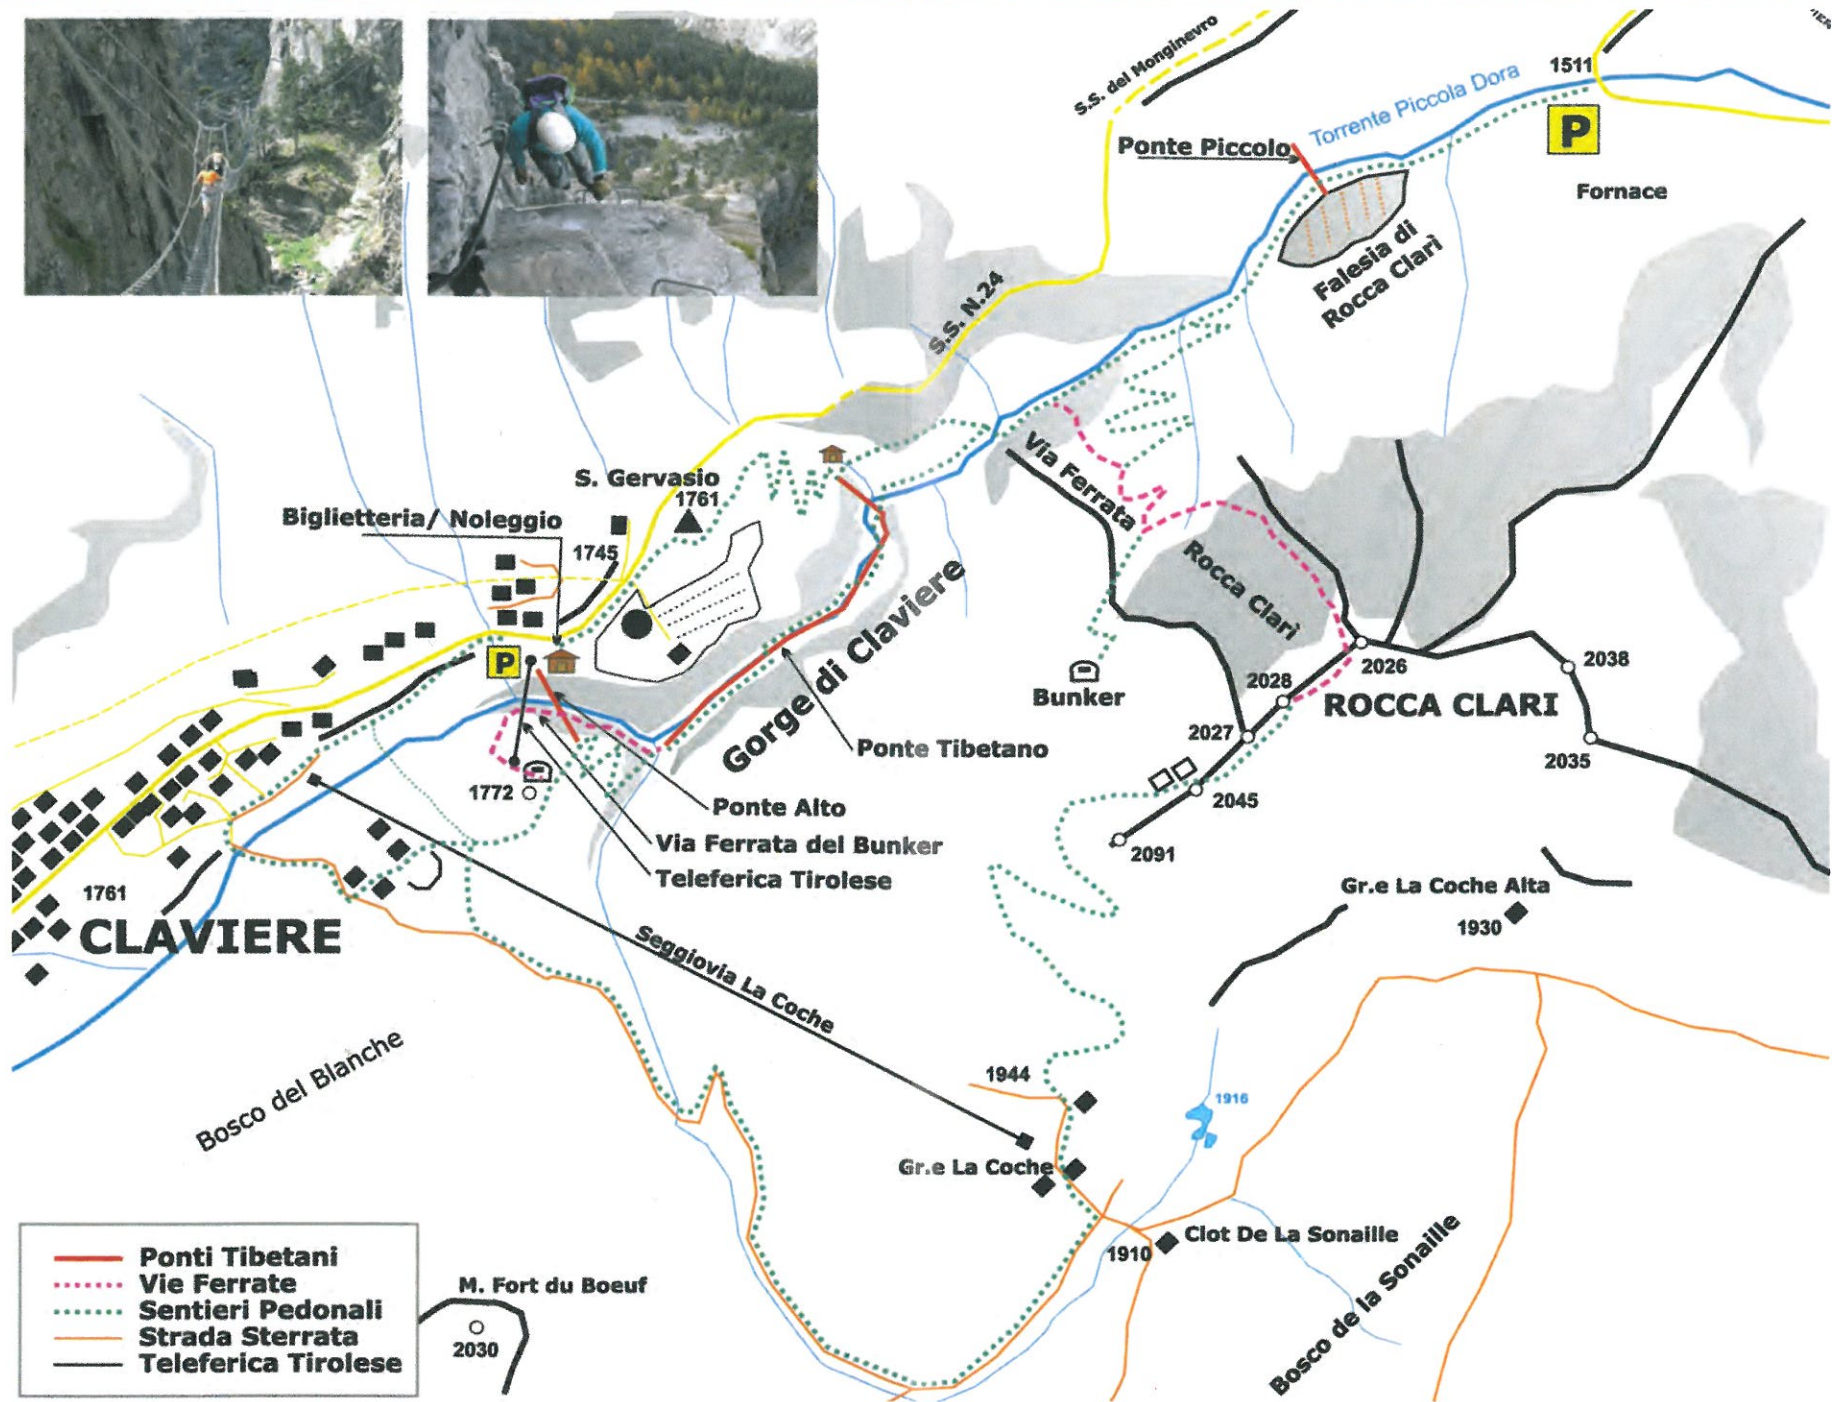 S.S. del Monginevro
1511
Torrente Piccola Dora
P
Ponte Piccolo
Fornace
Falesia di
Rocca Clarì
S.S. N.24
Via Ferrata
S. Gervasio
1761
Biglietteria/ Noleggio
1745
Rocca Clarì
Gorge di Claviere
P
Bunker
2026
2038
2028
ROCCA CLARI
2027
2035
Ponte Tibetano
1772
2045
Ponte Alto
Via Ferrata del Bunker
2091
Teleferica Tirolese
1761
CLAVIERE
Gr.e La Coche Alta
1930
Seggiovia La Coche
Bosco del Blanche
1944
1916
Gr.e La Coche
Clot De La Sonaille
1910
Bosco de la Sonaille
M. Fort du Boeuf
2030
Ponti Tibetani
Vie Ferrate
Sentieri Pedonali
Strada Sterrata
Teleferica Tirolese